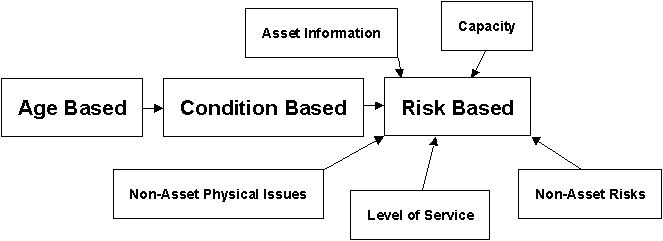 Asset Information
Capacity
Age Based
Condition Based
Risk Based
Non-Asset Physical Issues
Level of Service
Non-Asset Risks